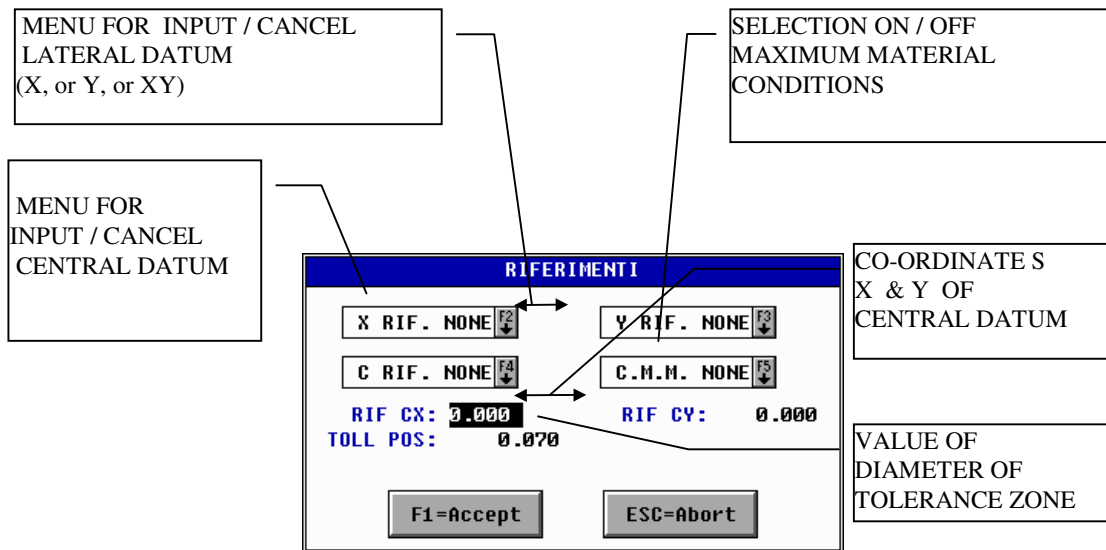 MENU FOR INPUT / CANCEL
LATERAL DATUM
(X, or Y, or XY)
SELECTION ON / OFF
MAXIMUM MATERIAL
CONDITIONS
MENU FOR
INPUT / CANCEL
CENTRAL DATUM
CO-ORDINATE S
X & Y OF
CENTRAL DATUM
VALUE OF
DIAMETER OF
TOLERANCE ZONE
RIFERIMENTI
X RIF. NONE F2
Y RIF. NONE F3
C RIF. NONE F4
C.M.M. NONE F5
RIF CX: 0.000
RIF CY: 0.000
TOLL POS: 0.070
F1=Accept
ESC=Abort